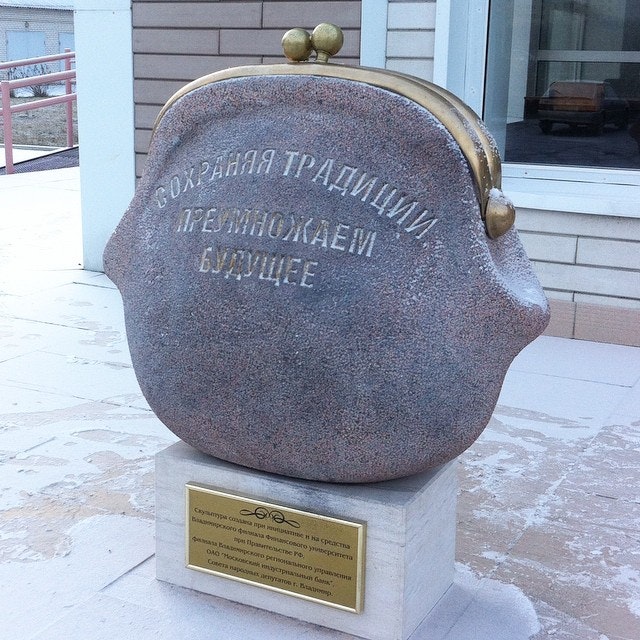 СОХРАНЯЯ ТРАДИЦИИ
ПРЕУМНОЖАЕМ
БУДУЩЕЕ
Скульптура создана при инициативе и на средства
Владимирского филиала Финансового университета
при Правительстве РФ,
филиала Владимирского регионального управления
ОАО "Московский индустриальный банк",
Совета народных депутатов г. Владимир.